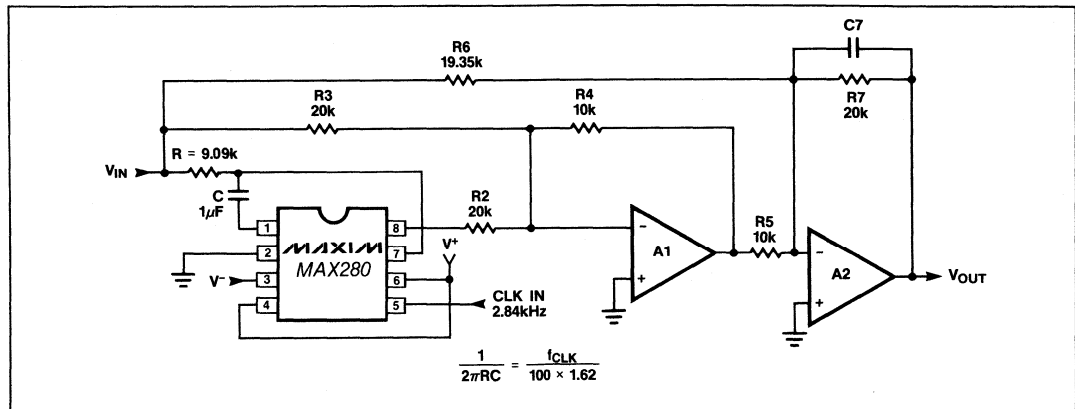 C7
R6
19.35k
R3
20k
R4
10k
R7
20k
R = 9.09k
VIN
C
1μF
R2
20k
V+
1
8
MAXIM
MAX280
2
7
V-
3
6
4
5
CLK IN
2.84kHz
-
A1
+
R5
10k
-
A2
+
VOUT
1/2πRC = fCLK/100 × 1.62